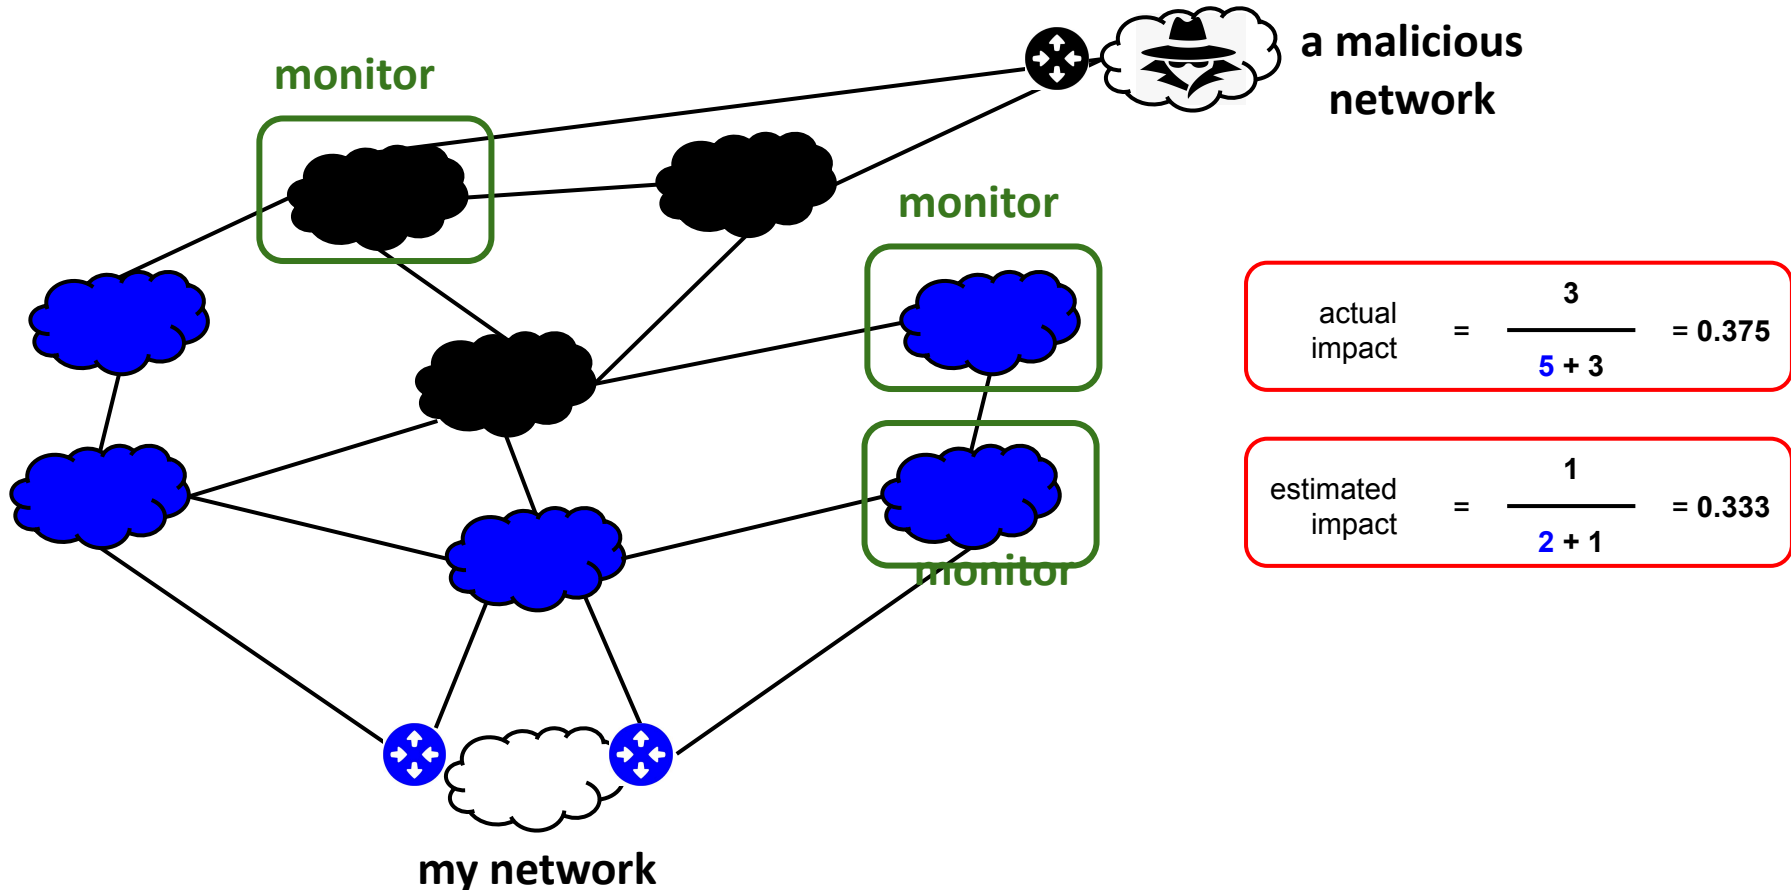 a malicious
network
monitor
monitor
3
actual
impact
=
5 + 3
= 0.375
1
estimated
impact
=
2 + 1
= 0.333
monitor
my network